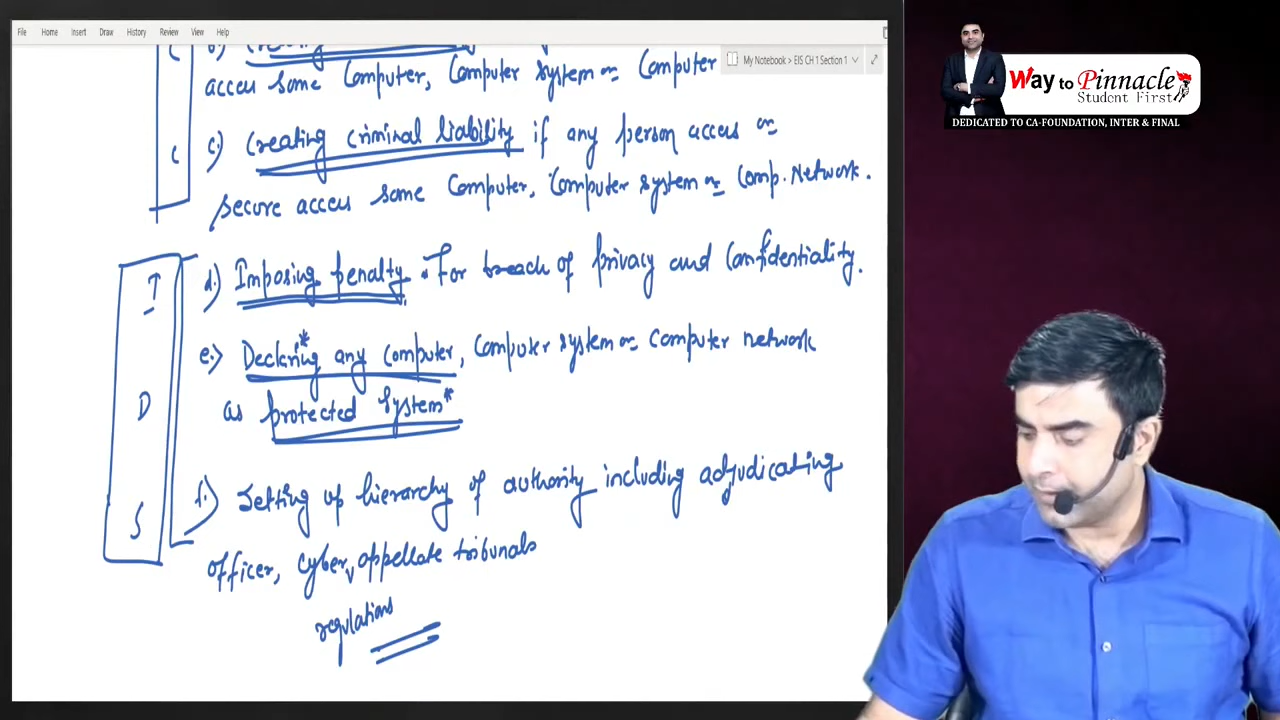 File Insert Draw History Review View Help
My Notebook > EIS CH 1 Section 1
Way to Pinnacle
Student First
DEDICATED TO CA-FOUNDATION, INTER & FINAL
b.) Creating
access some Computer, Computer system or Computer
C
c.) Creating criminal liability if any person access or
secure access some Computer, Computer system or Comp. Network.
I
d.) Imposing penalty. For breach of privacy and Confidentiality.
e.) Declaring* any computer, Computer system or Computer network
D
as protected System*
f.) Setting up hierarchy of authority including adjudicating
S
officer, Cyber, appellate tribunals
regulations